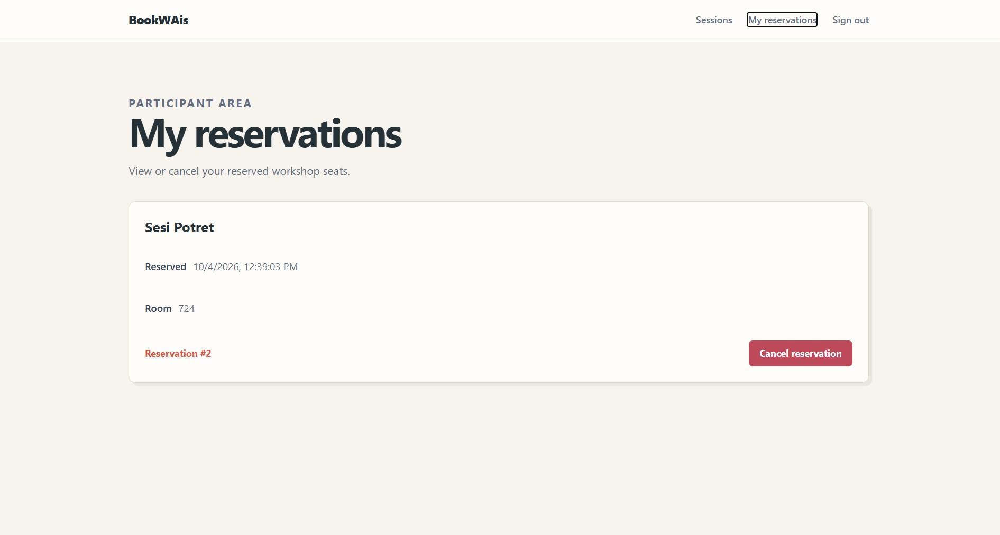 BookWAis
Sessions My reservations Sign out
PARTICIPANT AREA
My reservations
View or cancel your reserved workshop seats.
Sesi Potret
Reserved 10/4/2026, 12:39:03 PM
Room 724
Reservation #2
Cancel reservation